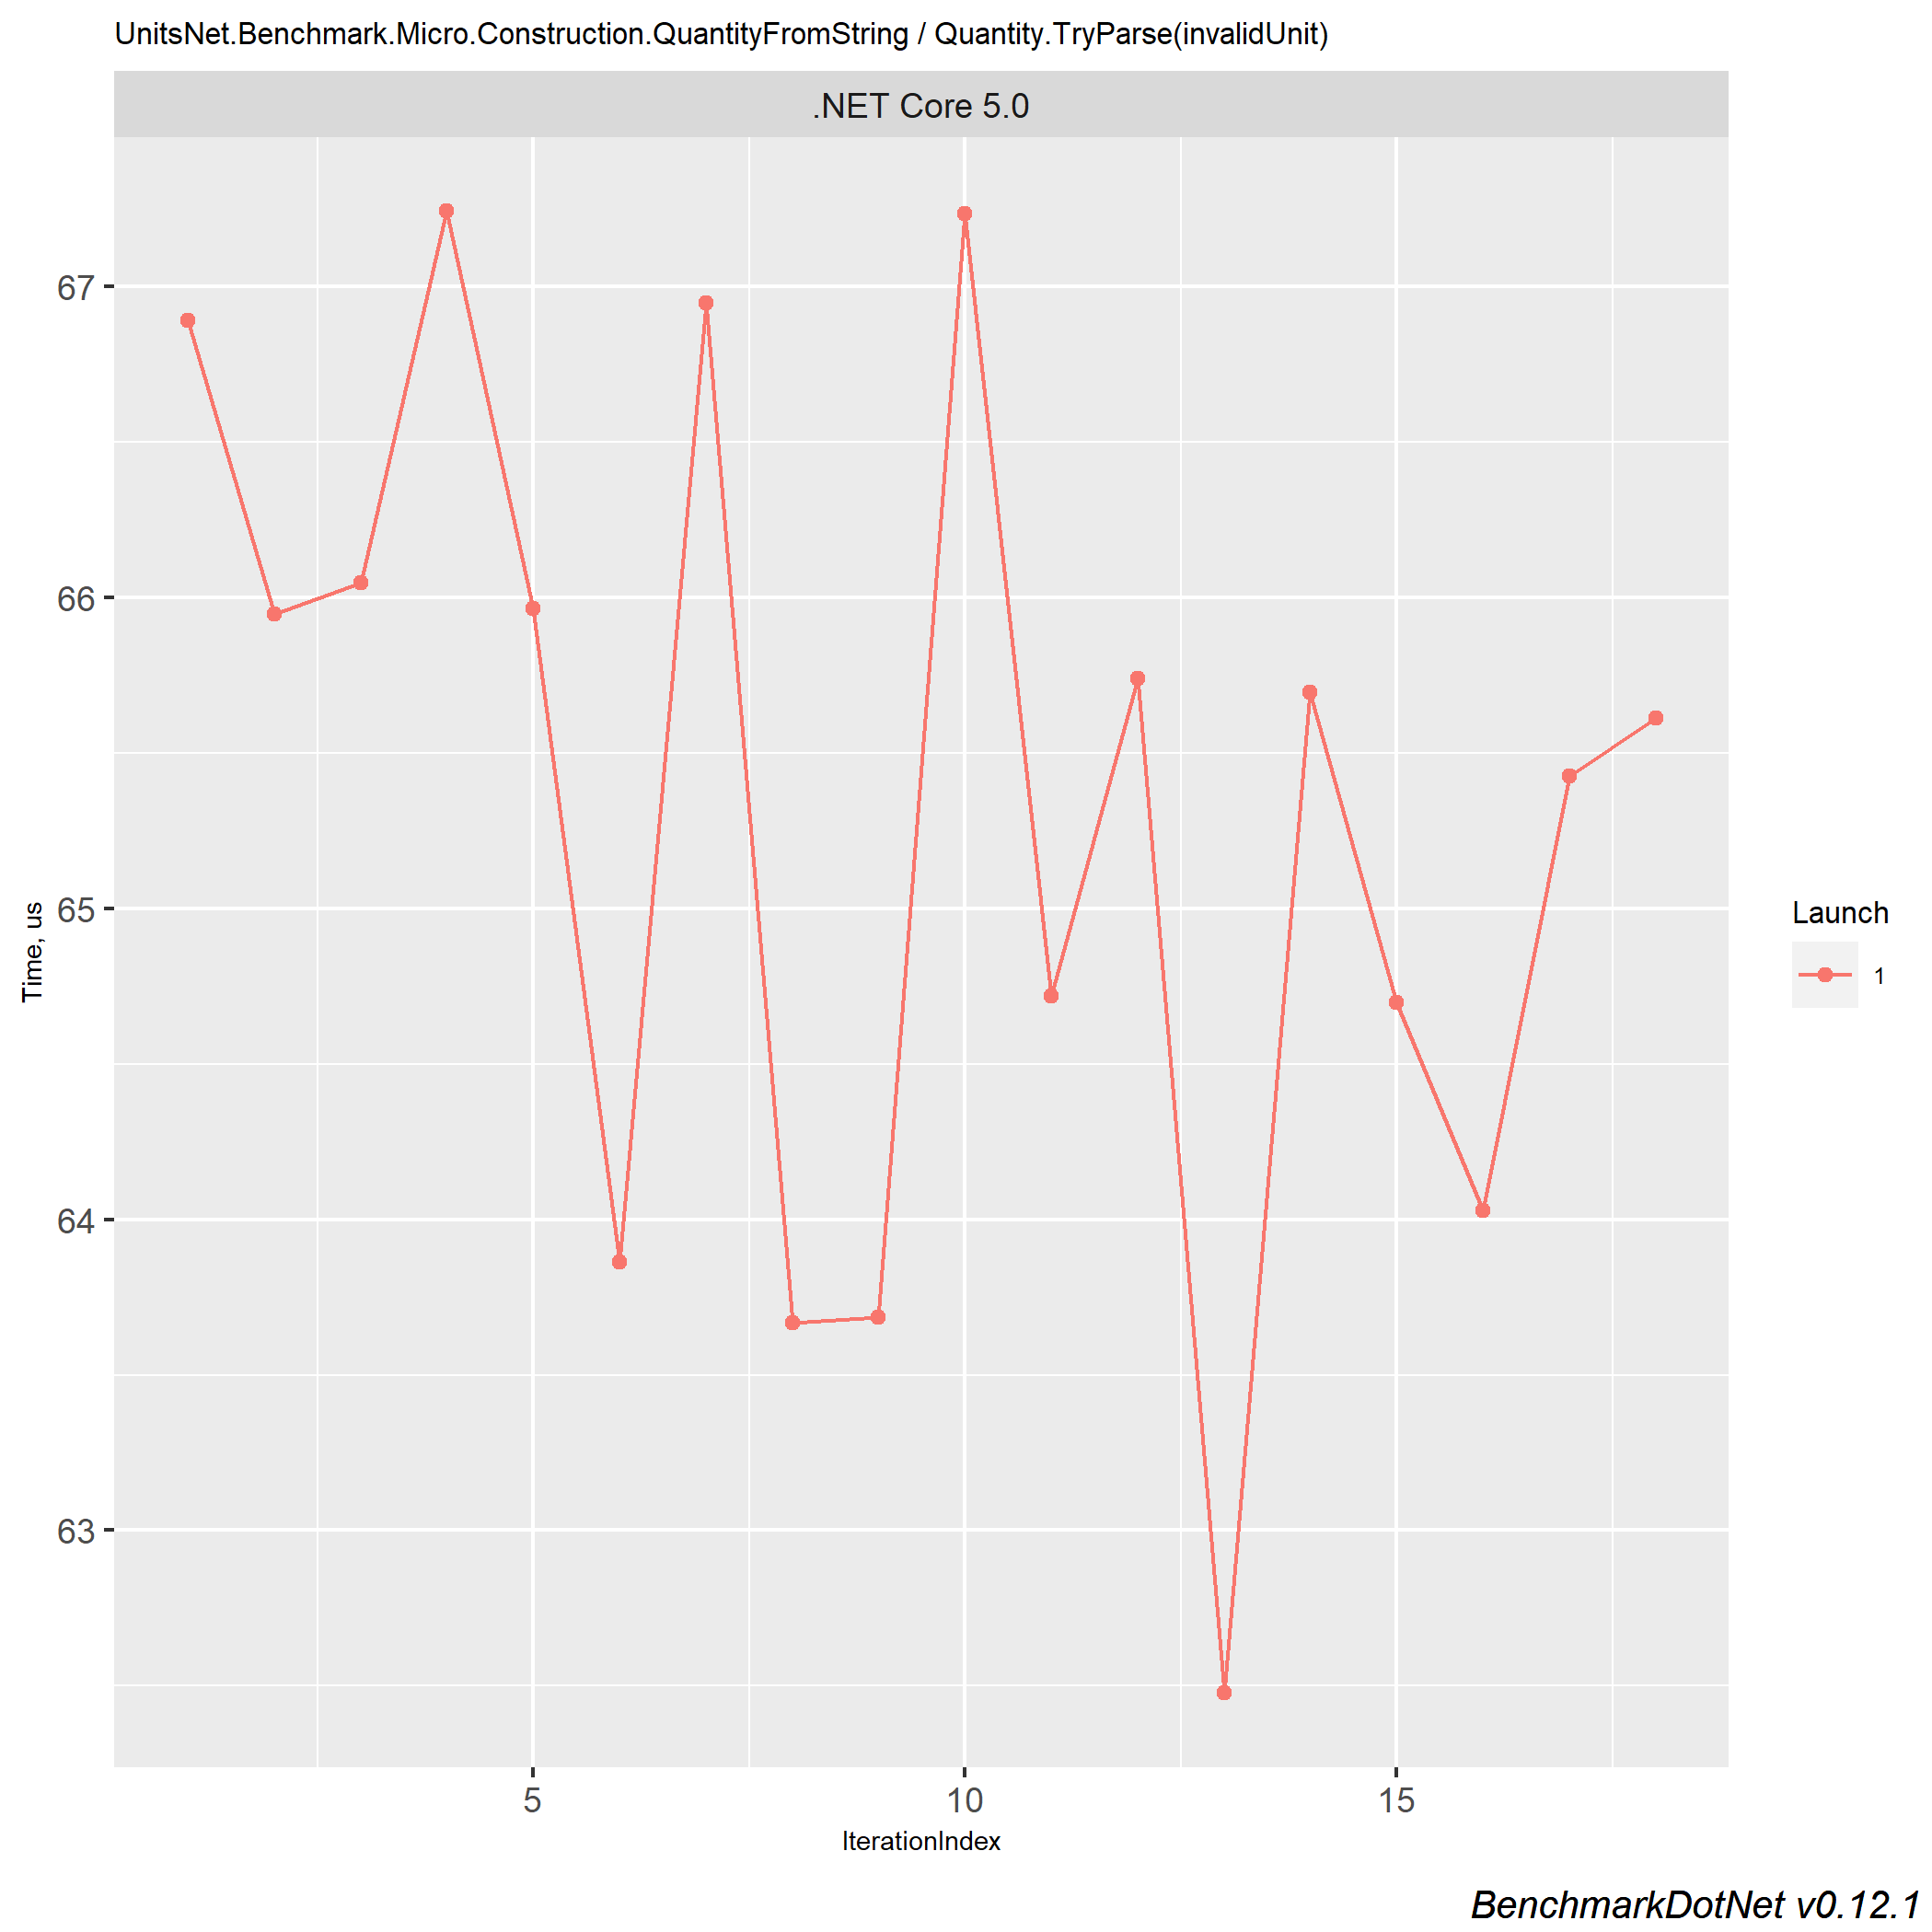 UnitsNet.Benchmark.Micro.Construction.QuantityFromString / Quantity.TryParse(invalidUnit)
.NET Core 5.0
67
66
65
64
63
Time, us
5 10 15
IterationIndex
Launch
1
BenchmarkDotNet v0.12.1